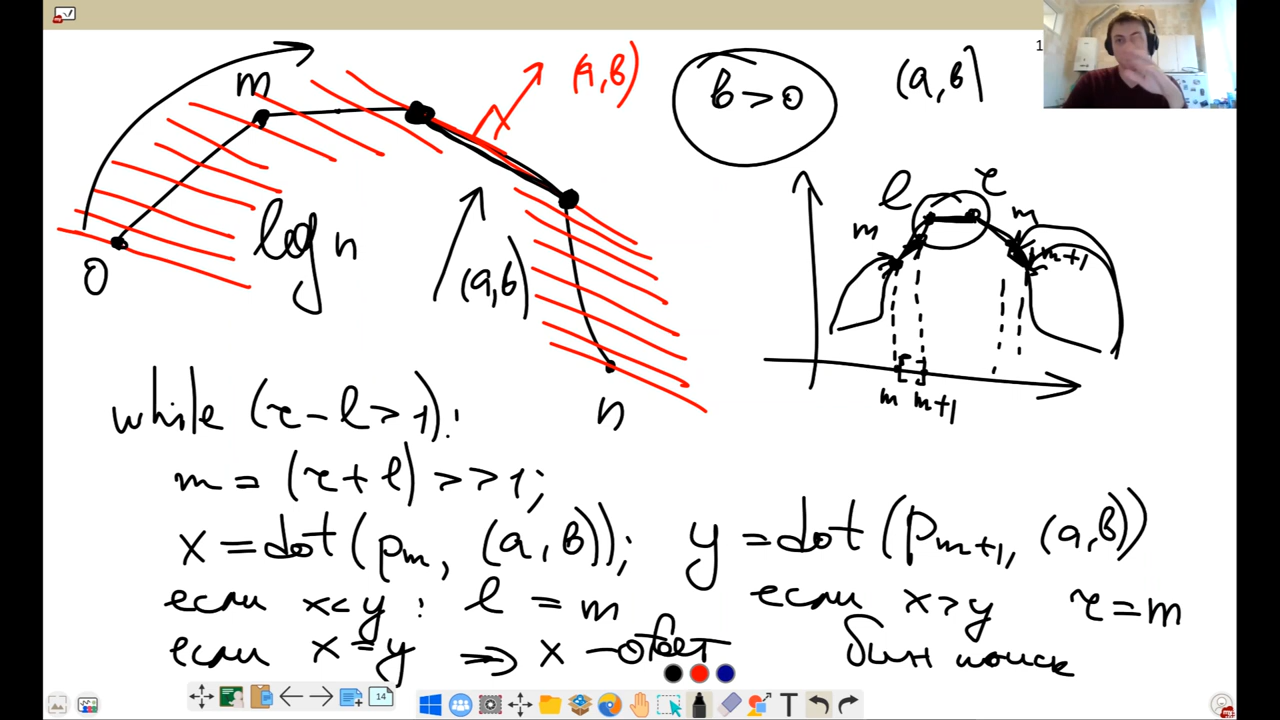 m
(a,b)
b>0
(a,b)
0
log n
(a,b)
n
l
r
m
m
m+1
m
m+1
while (r-l>1):
m = (r+l)>>1;
x=dot(pm, (a,b)); y=dot(Pm+1, (a,b))
если x<y: l=m если x>y r=m
если x=y => x-ответ бин поиск
14
T